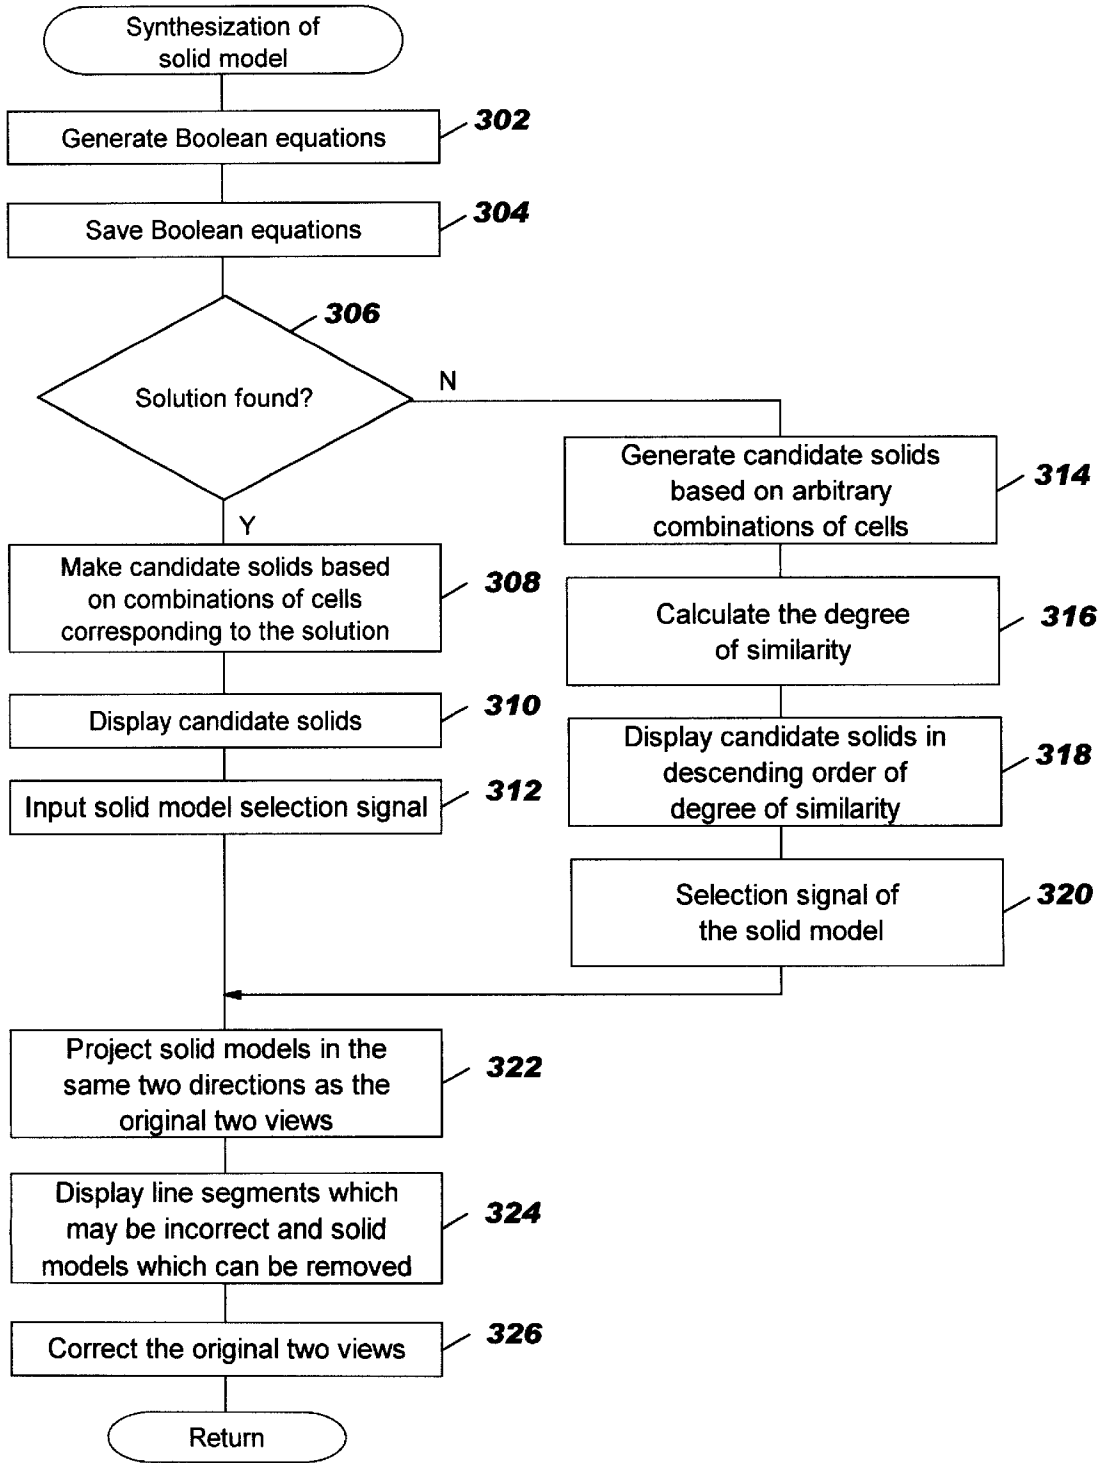 Synthesization of
solid model
Generate Boolean equations
302
Save Boolean equations
304
306
Solution found?
N
Y
Make candidate solids based
on combinations of cells
corresponding to the solution
308
Display candidate solids
310
Input solid model selection signal
312
Generate candidate solids
based on arbitrary
combinations of cells
314
Calculate the degree
of similarity
316
Display candidate solids in
descending order of
degree of similarity
318
Selection signal of
the solid model
320
Project solid models in the
same two directions as the
original two views
322
Display line segments which
may be incorrect and solid
models which can be removed
324
Correct the original two views
326
Return